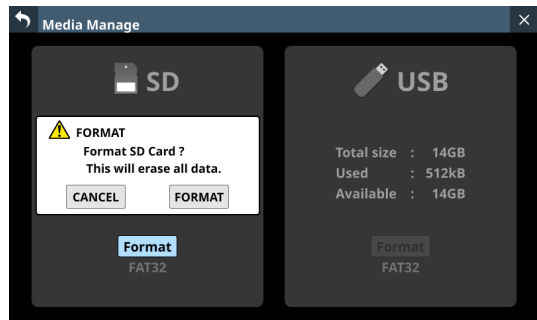 Media Manage
SD
FORMAT
Format SD Card ?
This will erase all data.
CANCEL FORMAT
Format
FAT32
USB
Total size : 14GB
Used : 512kB
Available : 14GB
Format
FAT32